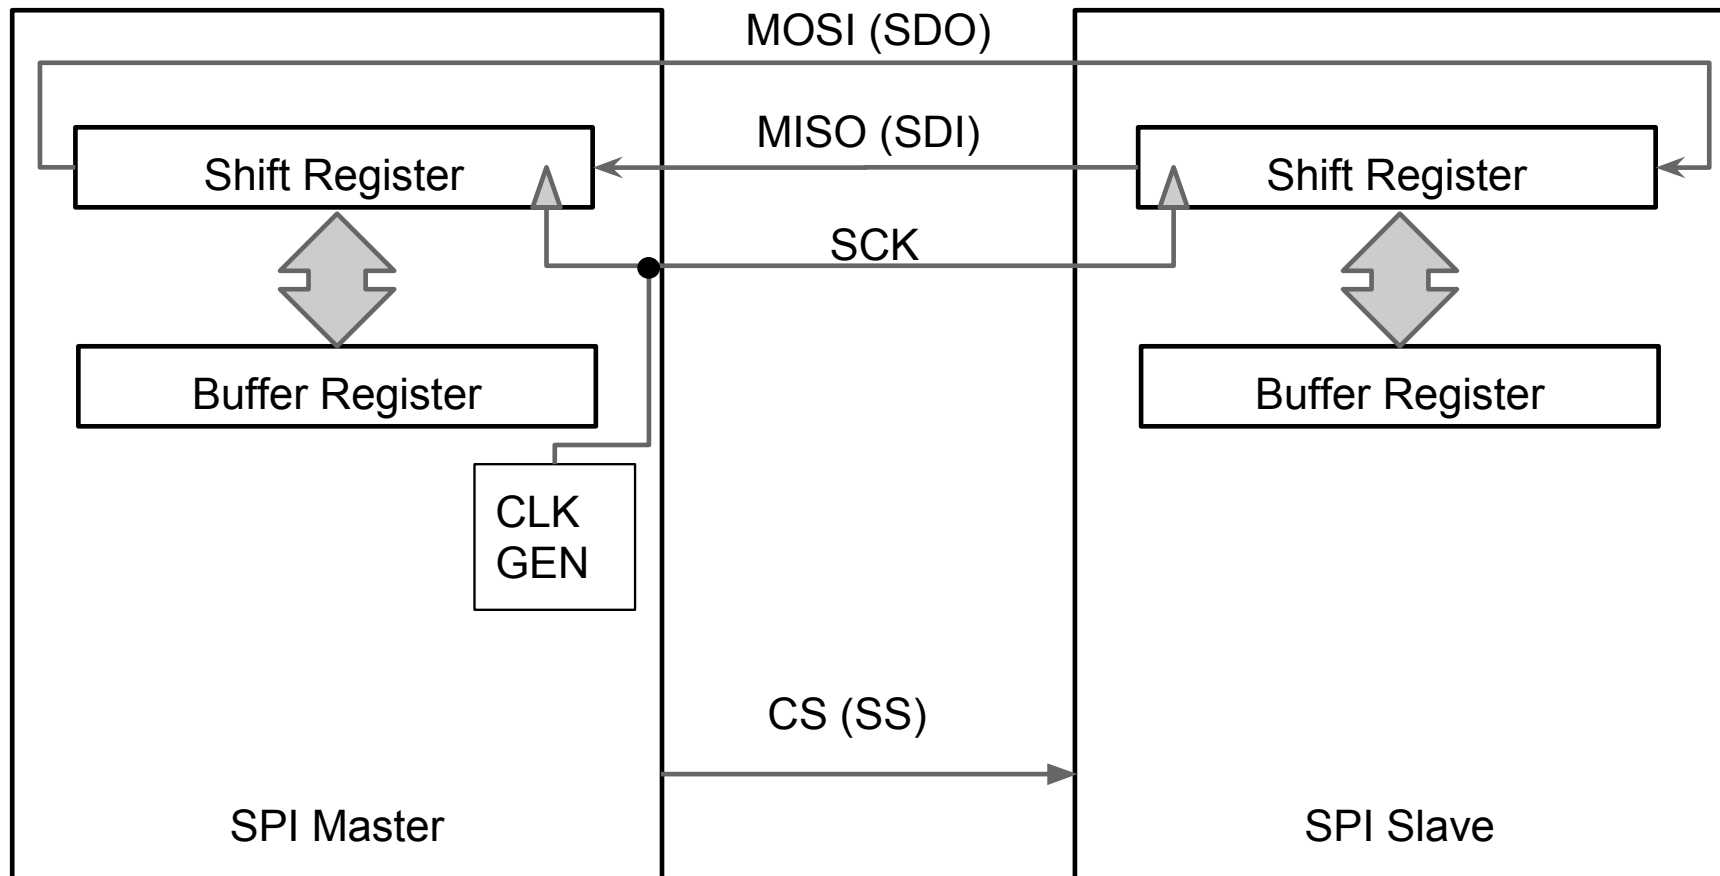 MOSI (SDO)
MISO (SDI)
Shift Register
Shift Register
SCK
Buffer Register
Buffer Register
CLK
GEN
CS (SS)
SPI Master
SPI Slave